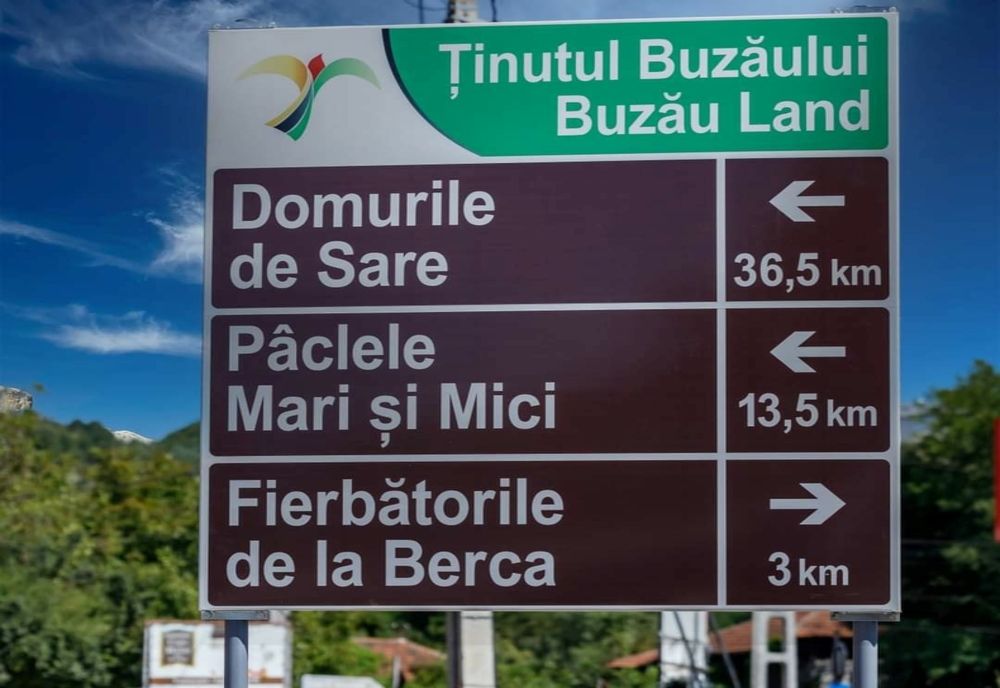 Ținutul Buzăului
Buzău Land
Domurile
de Sare
36,5 km
Pâclele
Mari și Mici
13,5 km
Fierbătorile
de la Berca
3 km